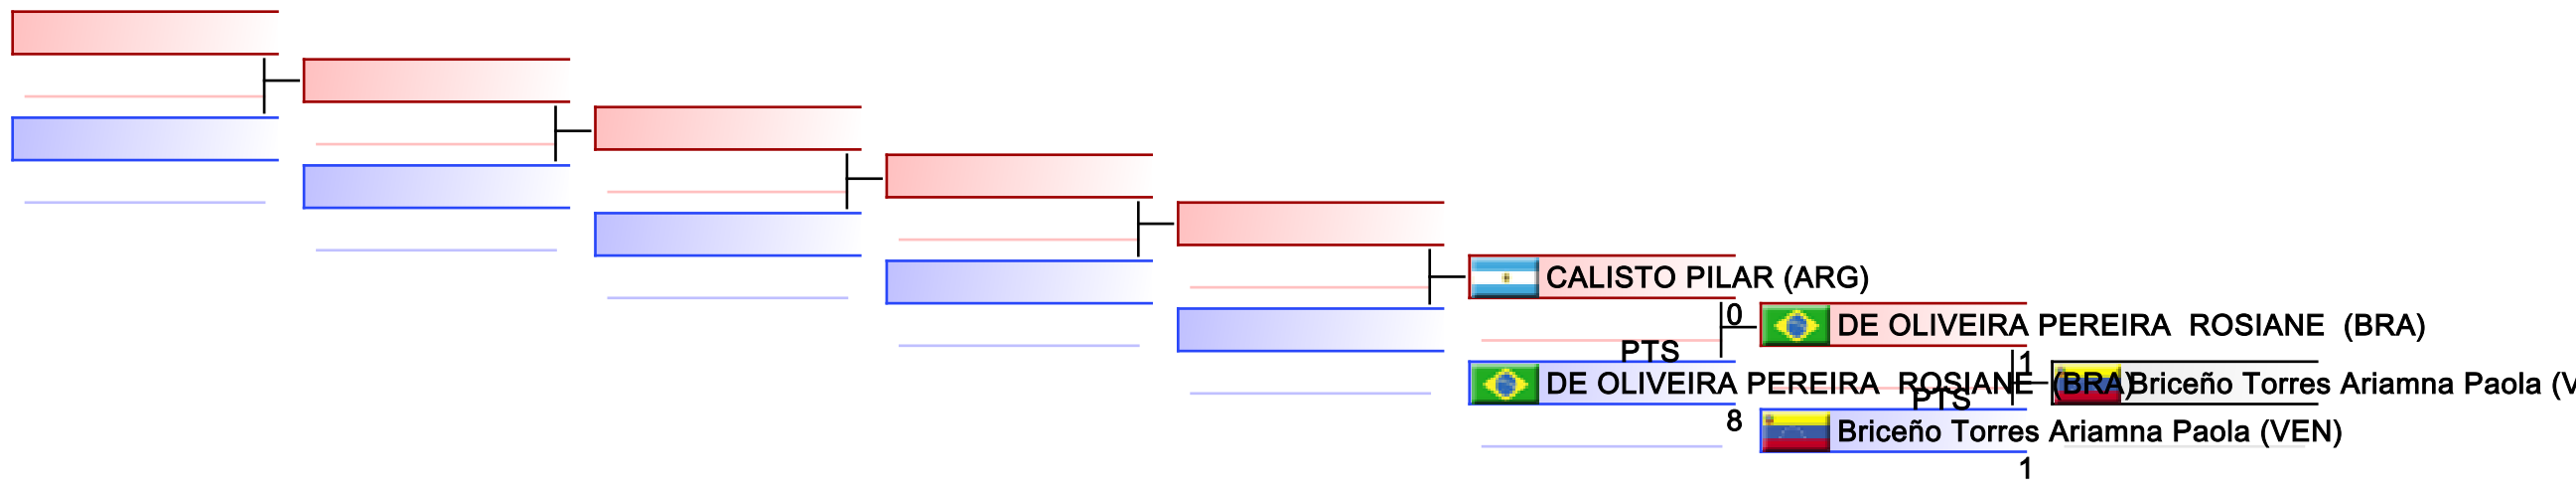 CALISTO PILAR (ARG)
0
DE OLIVEIRA PEREIRA  ROSIANE  (BRA)
PTS
1
DE OLIVEIRA PEREIRA  ROSIANE  (BRA)
Briceño Torres Ariamna Paola (V
PTS
8
Briceño Torres Ariamna Paola (VEN)
1